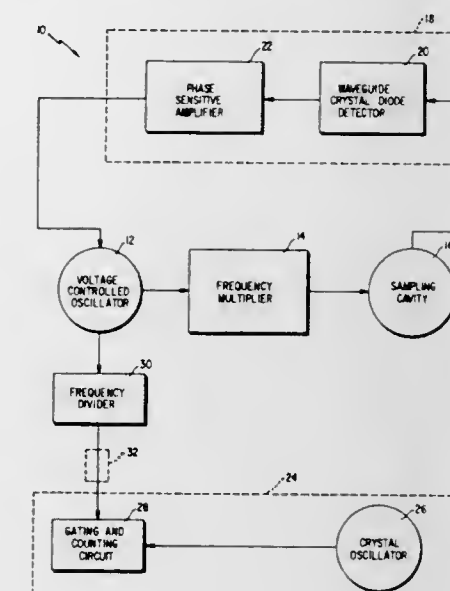 10
18
22
20
PHASE
SENSITIVE
AMPLIFIER
WAVEGUIDE
CRYSTAL DIODE
DETECTOR
12
14
VOLTAGE
CONTROLLED
OSCILLATOR
FREQUENCY
MULTIPLIER
SAMPLING
CAVITY
30
FREQUENCY
DIVIDER
32
24
28
26
GATING AND
COUNTING
CIRCUIT
CRYSTAL
OSCILLATOR